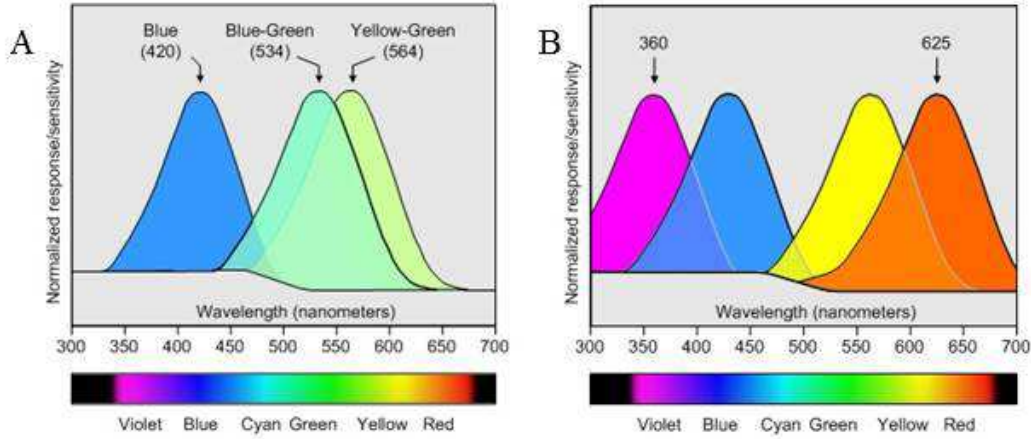 A
Blue
(420)
Blue-Green
(534)
Yellow-Green
(564)
Normalized response/sensitivity
Wavelength (nanometers)
300 350 400 450 500 550 600 650 700
Violet Blue Cyan Green Yellow Red
B
360
625
Normalized response/sensitivity
Wavelength (nanometers)
300 350 400 450 500 550 600 650 700
Violet Blue Cyan Green Yellow Red